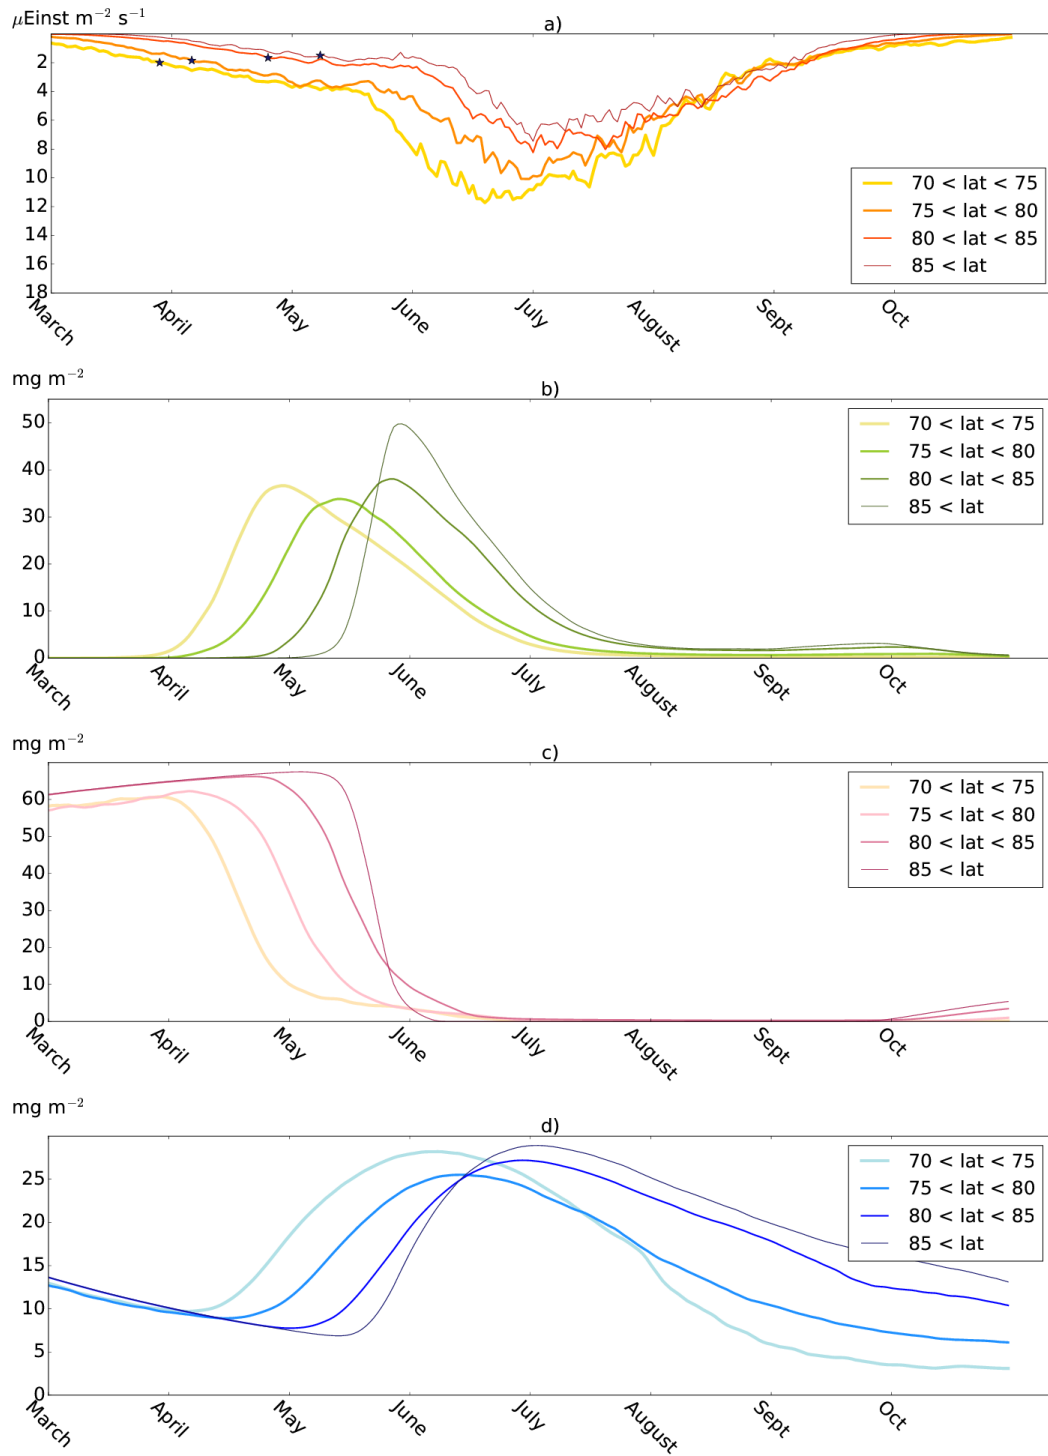 μEinst m⁻² s⁻¹
a)
2
4
6
8
10
12
14
16
18
70 < lat < 75
75 < lat < 80
80 < lat < 85
85 < lat
March April May June July August Sept Oct
mg m⁻²
b)
50
40
30
20
10
0
70 < lat < 75
75 < lat < 80
80 < lat < 85
85 < lat
March April May June July August Sept Oct
mg m⁻²
c)
60
50
40
30
20
10
0
70 < lat < 75
75 < lat < 80
80 < lat < 85
85 < lat
March April May June July August Sept Oct
mg m⁻²
d)
25
20
15
10
5
0
70 < lat < 75
75 < lat < 80
80 < lat < 85
85 < lat
March April May June July August Sept Oct